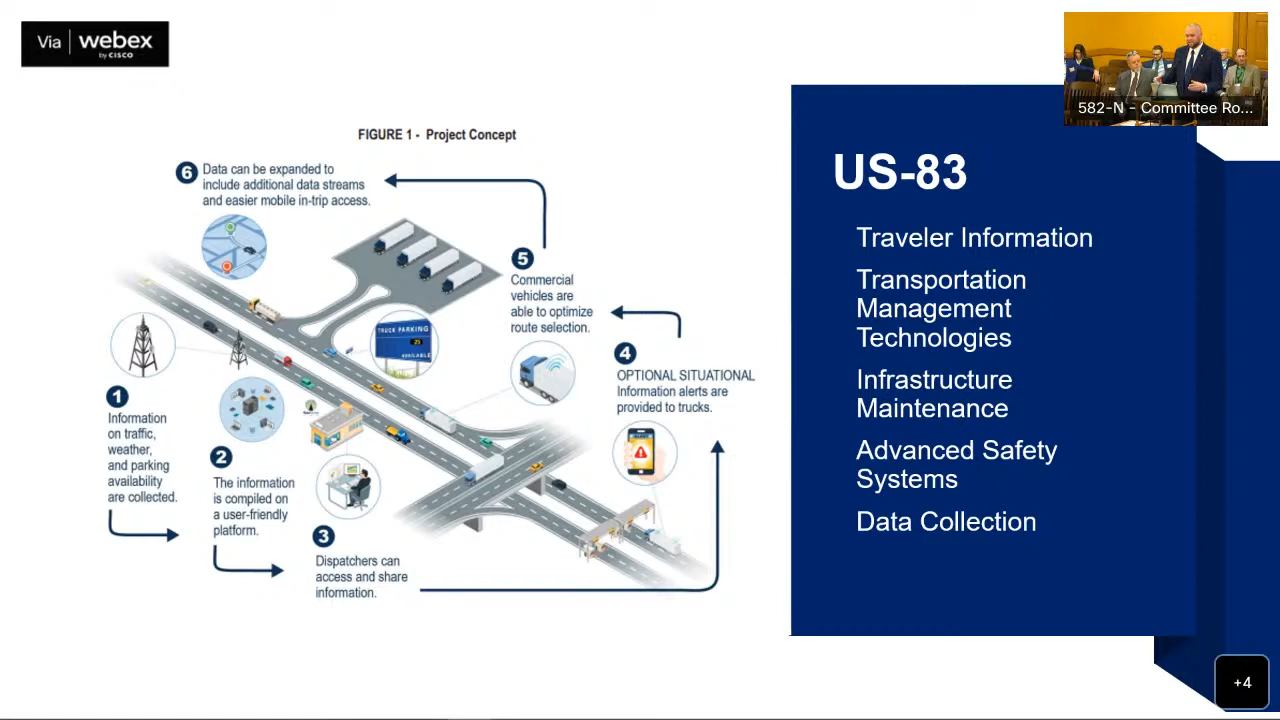 Via webex
by CISCO
582-N - Committee Ro...
FIGURE 1 - Project Concept
6 Data can be expanded to
include additional data streams
and easier mobile in-trip access.
5
Commercial
vehicles are
able to optimize
route selection.
4
OPTIONAL SITUATIONAL
Information alerts are
provided to trucks.
TRUCK PARKING
AVAILABLE
1
Information
on traffic,
weather,
and parking
availability
are collected.
2
The information
is compiled on
a user-friendly
platform.
3
Dispatchers can
access and share
information.
US-83
Traveler Information
Transportation
Management
Technologies
Infrastructure
Maintenance
Advanced Safety
Systems
Data Collection
+4